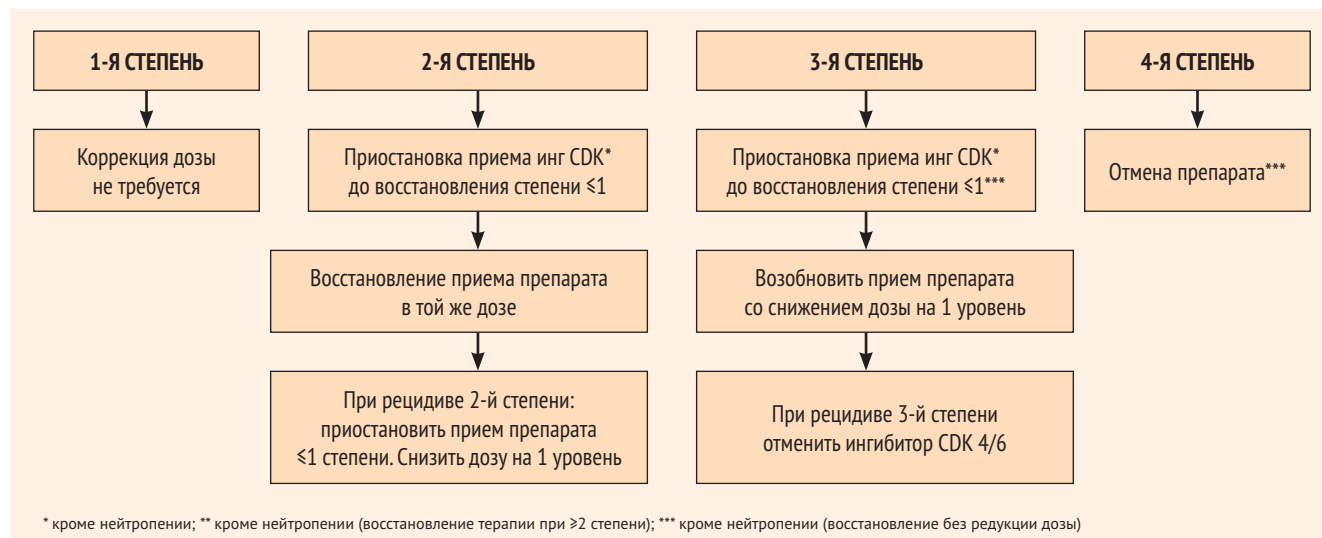 1-Я СТЕПЕНЬ
Коррекция дозы
не требуется
2-Я СТЕПЕНЬ
Приостановка приема инг CDK*
до восстановления степени ≤1
Восстановление приема препарата
в той же дозе
При рецидиве 2-й степени:
приостановить прием препарата
≤1 степени. Снизить дозу на 1 уровень
3-Я СТЕПЕНЬ
Приостановка приема инг CDK*
до восстановления степени ≤1***
Возобновить прием препарата
со снижением дозы на 1 уровень
При рецидиве 3-й степени
отменить ингибитор CDK 4/6
4-Я СТЕПЕНЬ
Отмена препарата***
* кроме нейтропении; ** кроме нейтропении (восстановление терапии при ≥2 степени); *** кроме нейтропении (восстановление без редукции дозы)